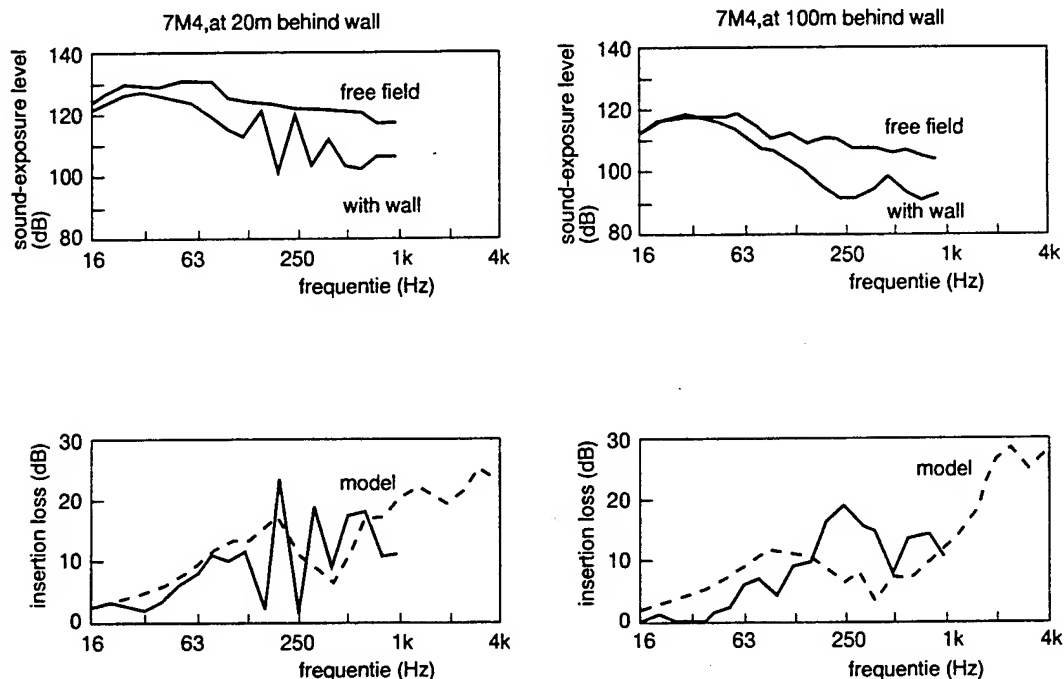 7M4,at 20m behind wall
sound-exposure level
(dB)
140
120
100
80
free field
with wall
16
63
250
1k
4k
frequentie (Hz)
7M4,at 100m behind wall
sound-exposure level
(dB)
140
120
100
80
free field
with wall
16
63
250
1k
4k
frequentie (Hz)
insertion loss (dB)
30
20
10
0
model
16
63
250
1k
4k
frequentie (Hz)
insertion loss (dB)
30
20
10
0
model
16
63
250
1k
4k
frequentie (Hz)